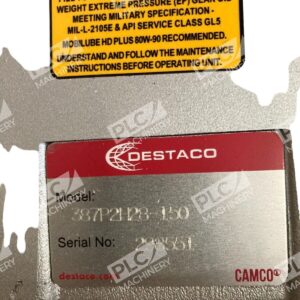 WEIGHT EXTREME PRESSURE (EP) GEAR OIL
MEETING MILITARY SPECIFICATION -
MIL-L-2105E & API SERVICE CLASS GL5
MOBILUBE HD PLUS 80W-90 RECOMMENDED.
UNDERSTAND AND FOLLOW THE MAINTENANCE
INSTRUCTIONS BEFORE OPERATING UNIT.
DESTACO
Model:
387P2H28-150
Serial No:
destaco.com
CAMCO
PLC
MACHINERY